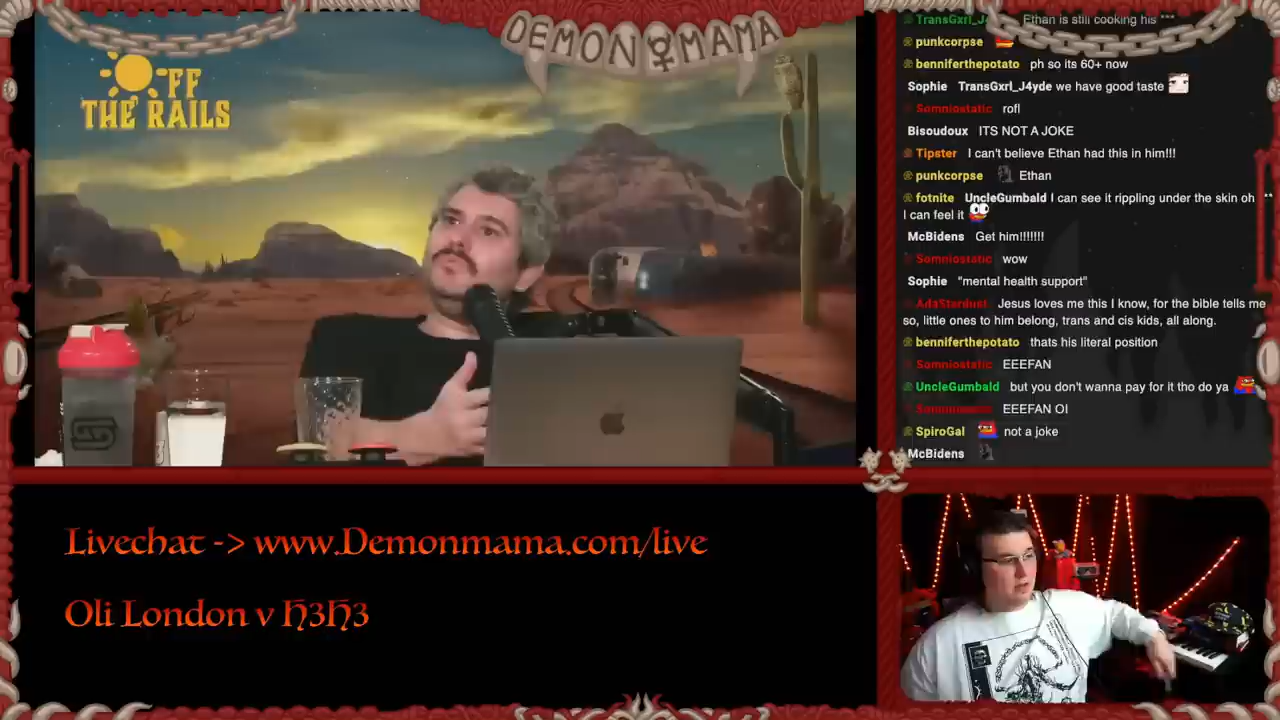 DEMON MAMA
OFF
THE RAILS
Ethan is still cooking his ***
punkcorpse
benniferthepotato ph so its 60+ now
Sophie TransGxrl_J4yde we have good taste
Somniostatic rofl
Bisoudoux ITS NOT A JOKE
Tipster I can't believe Ethan had this in him!!!
punkcorpse Ethan
fotnite UncleGumbald I can see it rippling under the skin oh
I can feel it
McBidens Get him!!!!!!!
Somniostatic wow
Sophie "mental health support"
AdaStardust Jesus loves me this I know, for the bible tells me
so, little ones to him belong, trans and cis kids, all along.
benniferthepotato thats his literal position
Somniostatic EEEFAN
UncleGumbald but you don't wanna pay for it tho do ya
Somniostatic EEEFAN OI
SpiroGal not a joke
McBidens
Livechat -> www.Demonmama.com/live
Oli London v H3H3